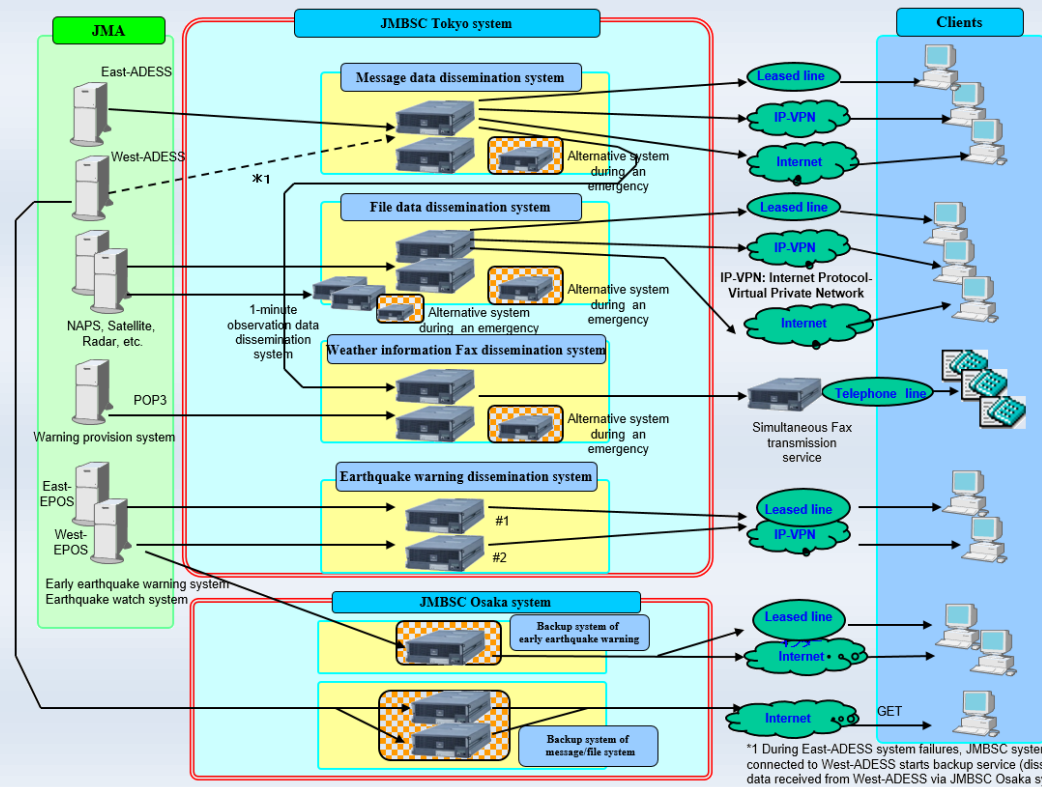 JMA
JMBSC Tokyo system
Clients
East-ADESS
West-ADESS
*1
Message data dissemination system
Alternative system
during an
emergency
Leased line
IP-VPN
Internet
File data dissemination system
Alternative system
during an
emergency
Leased line
IP-VPN
IP-VPN: Internet Protocol-
Virtual Private Network
Internet
NAPS, Satellite,
Radar, etc.
1-minute
observation data
dissemination
system
Alternative system
during an emergency
Weather information Fax dissemination system
POP3
Warning provision system
Alternative system
during an
emergency
Simultaneous Fax
transmission
service
Telephone line
Earthquake warning dissemination system
East-
EPOS
West-
EPOS
#1
#2
Leased line
IP-VPN
Early earthquake warning system
Earthquake watch system
JMBSC Osaka system
Backup system of
early earthquake warning
Leased line
Internet
Backup system of
message/file system
Internet
GET
*1 During East-ADESS system failures, JMBSC system
connected to West-ADESS starts backup service (diss
data received from West-ADESS via JMBSC Osaka sy